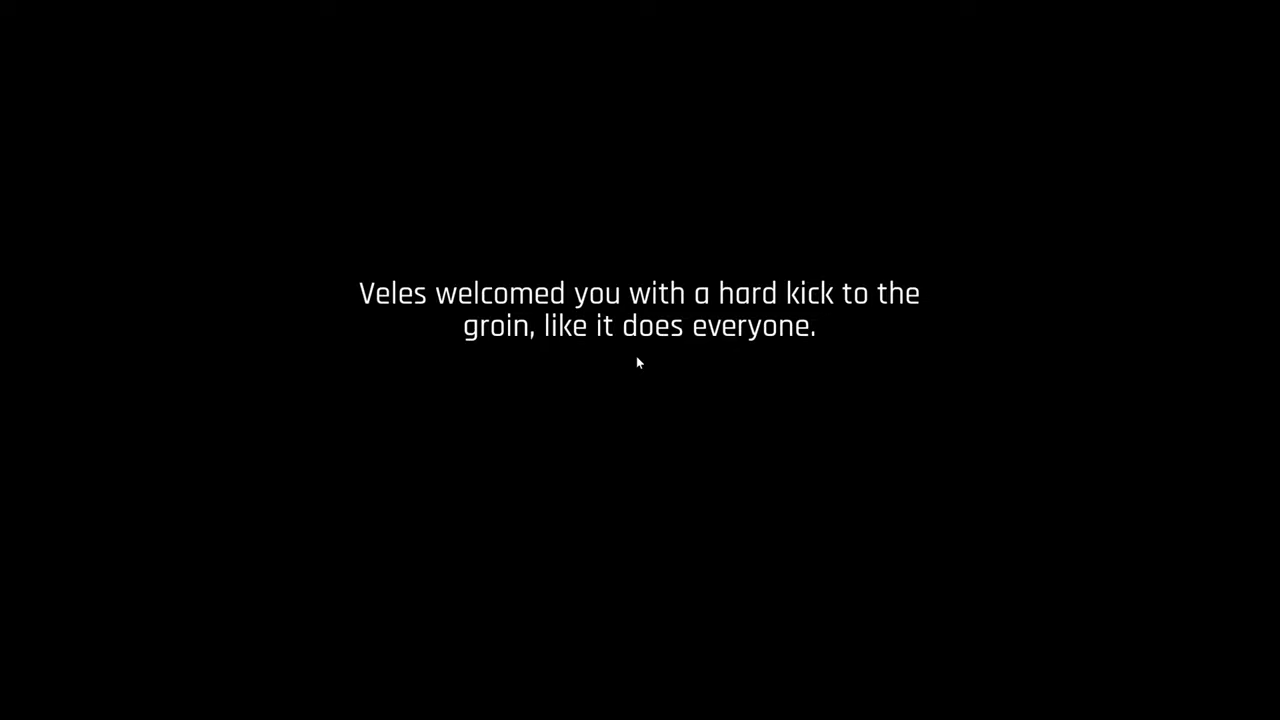 Veles welcomed you with a hard kick to the
groin, like it does everyone.